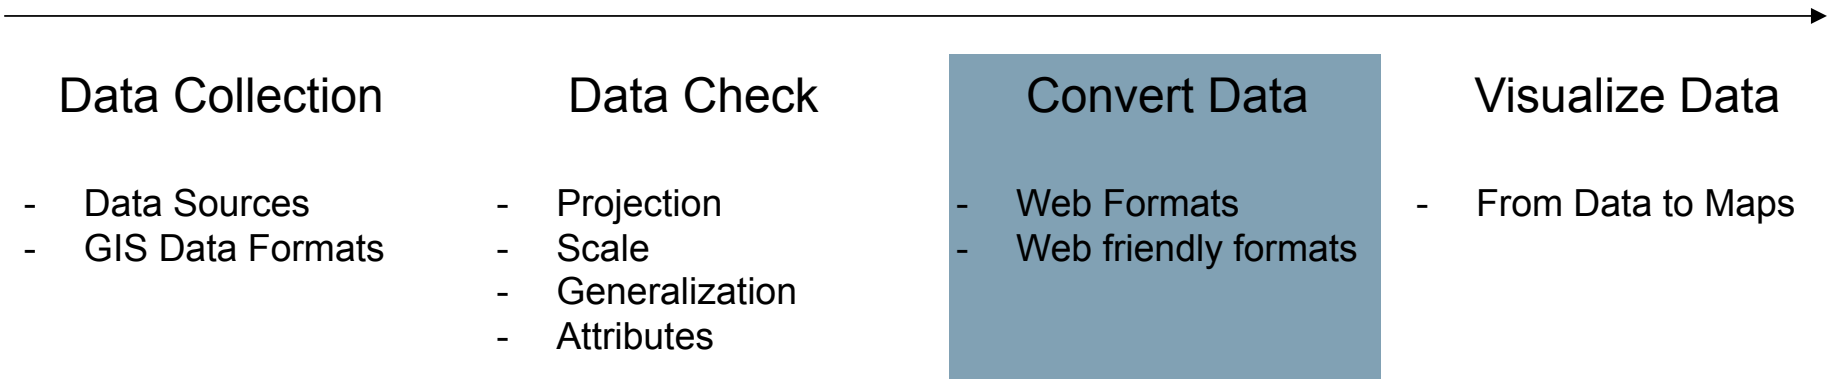 Data Collection
- Data Sources
- GIS Data Formats
Data Check
- Projection
- Scale
- Generalization
- Attributes
Convert Data
- Web Formats
- Web friendly formats
Visualize Data
- From Data to Maps